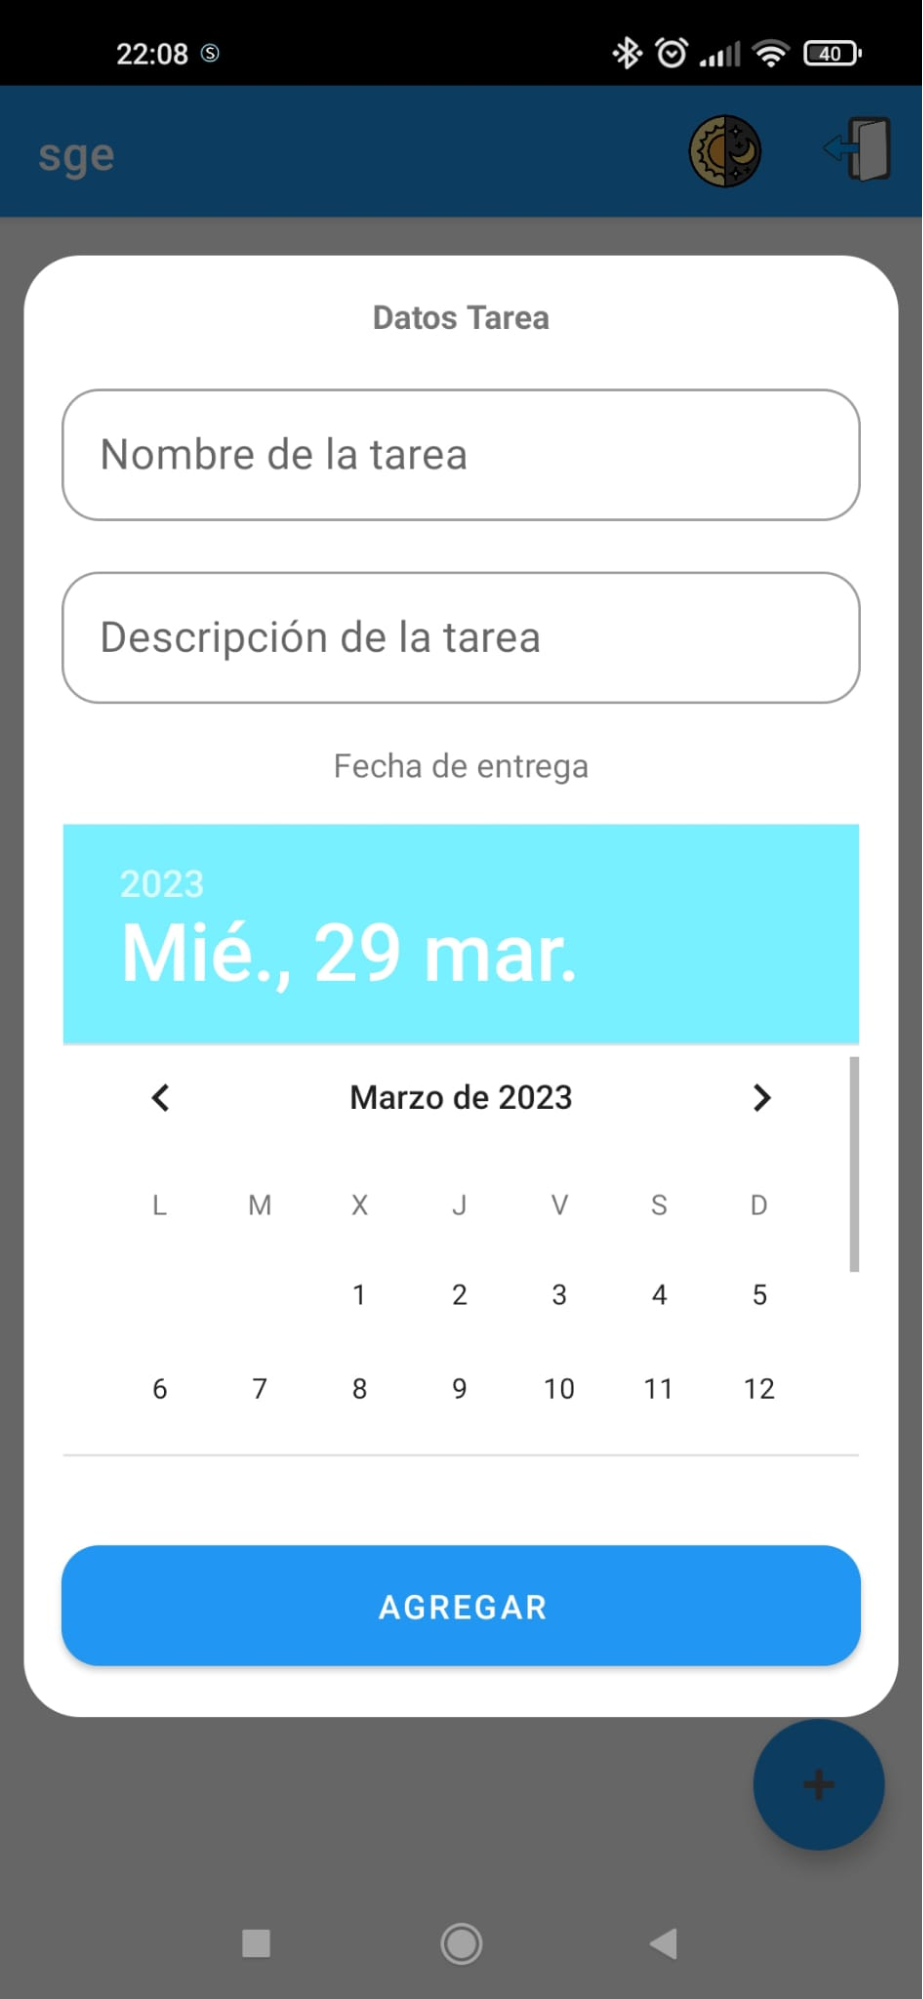 22:08 S
40
sge
Datos Tarea
Nombre de la tarea
Descripción de la tarea
Fecha de entrega
2023
Mié., 29 mar.
Marzo de 2023
L M X J V S D
1 2 3 4 5
6 7 8 9 10 11 12
AGREGAR